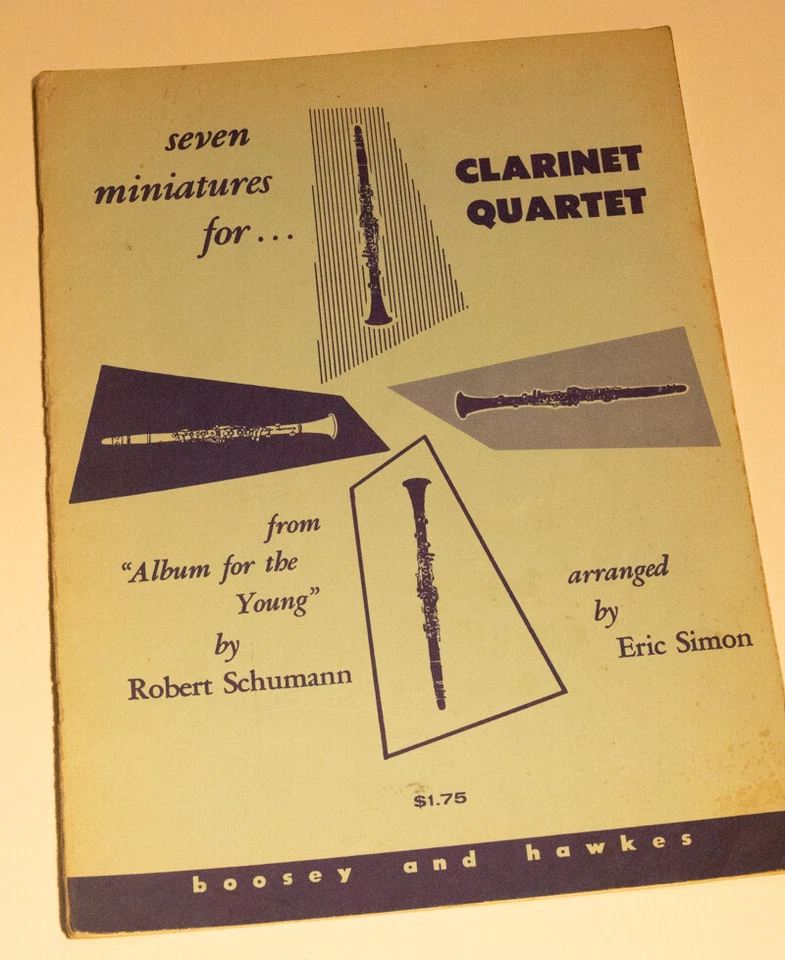 seven
miniatures
for...
CLARINET
QUARTET
from
“Album for the
Young”
by
Robert Schumann
arranged
by
Eric Simon
$1.75
boosey and hawkes